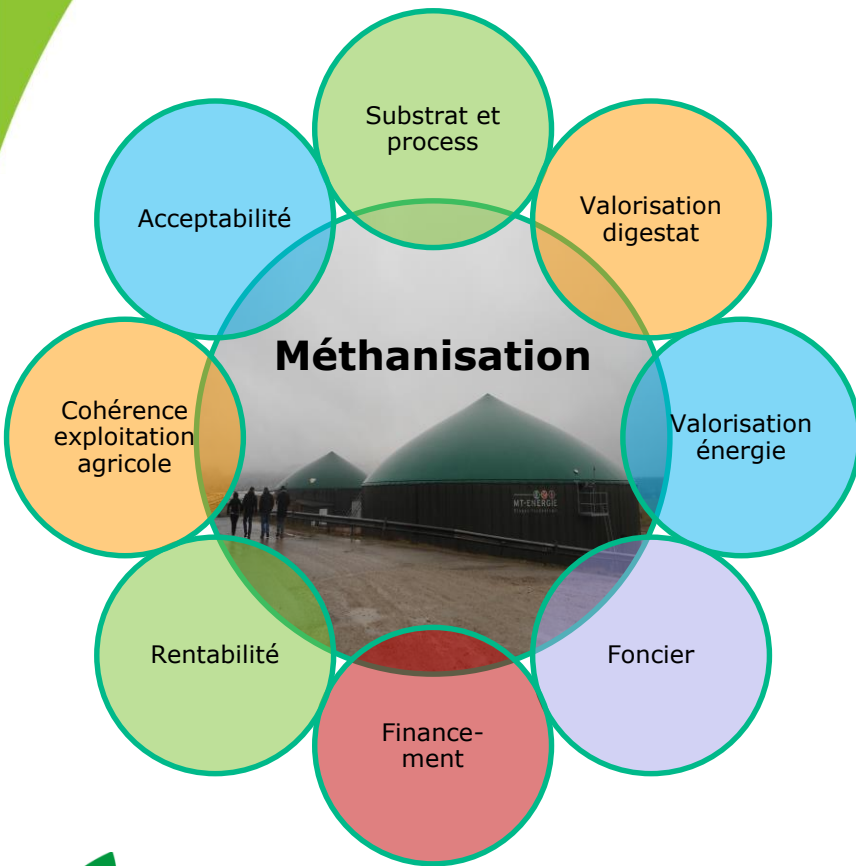 Substrat et
process
Valorisation
digestat
Valorisation
énergie
Foncier
Finance-
ment
Rentabilité
Cohérence
exploitation
agricole
Acceptabilité
Méthanisation
MT-ENERGIE